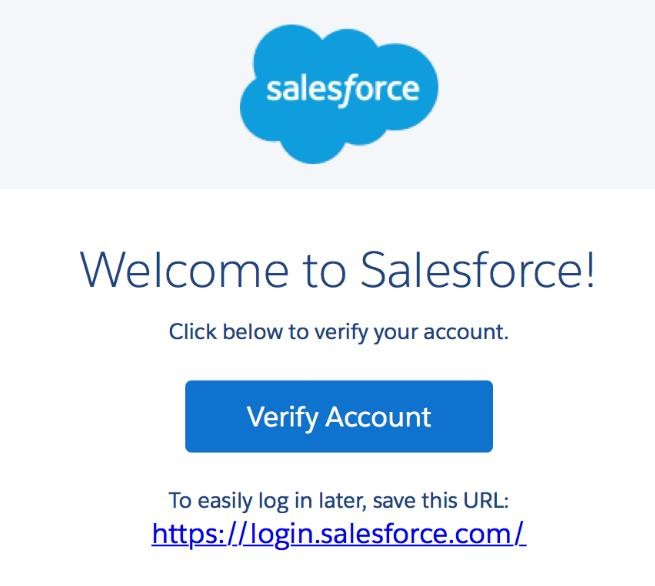 salesforce
Welcome to Salesforce!
Click below to verify your account.
Verify Account
To easily log in later, save this URL:
https://login.salesforce.com/